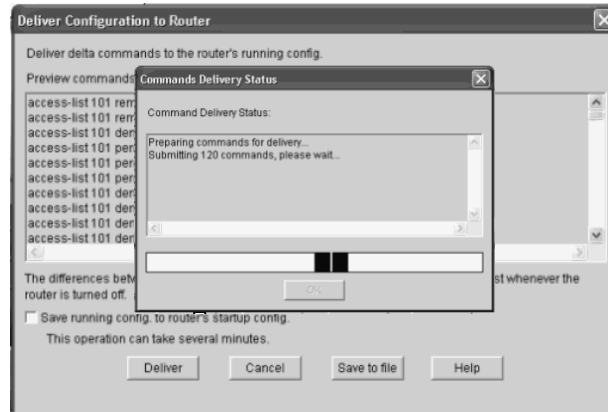 Deliver Configuration to Router
Deliver delta commands to the router's running config.
Preview commands
access-list 101 rem
access-list 101 rem
access-list 101 den
access-list 101 per
access-list 101 per
access-list 101 per
access-list 101 den
access-list 101 den
access-list 101 den
access-list 101 den
Commands Delivery Status
Command Delivery Status:
Preparing commands for delivery...
Submitting 120 commands, please wait...
OK
The differences betw
st whenever the
router is turned off.
Save running config. to router's startup config.
This operation can take several minutes.
Deliver
Cancel
Save to file
Help